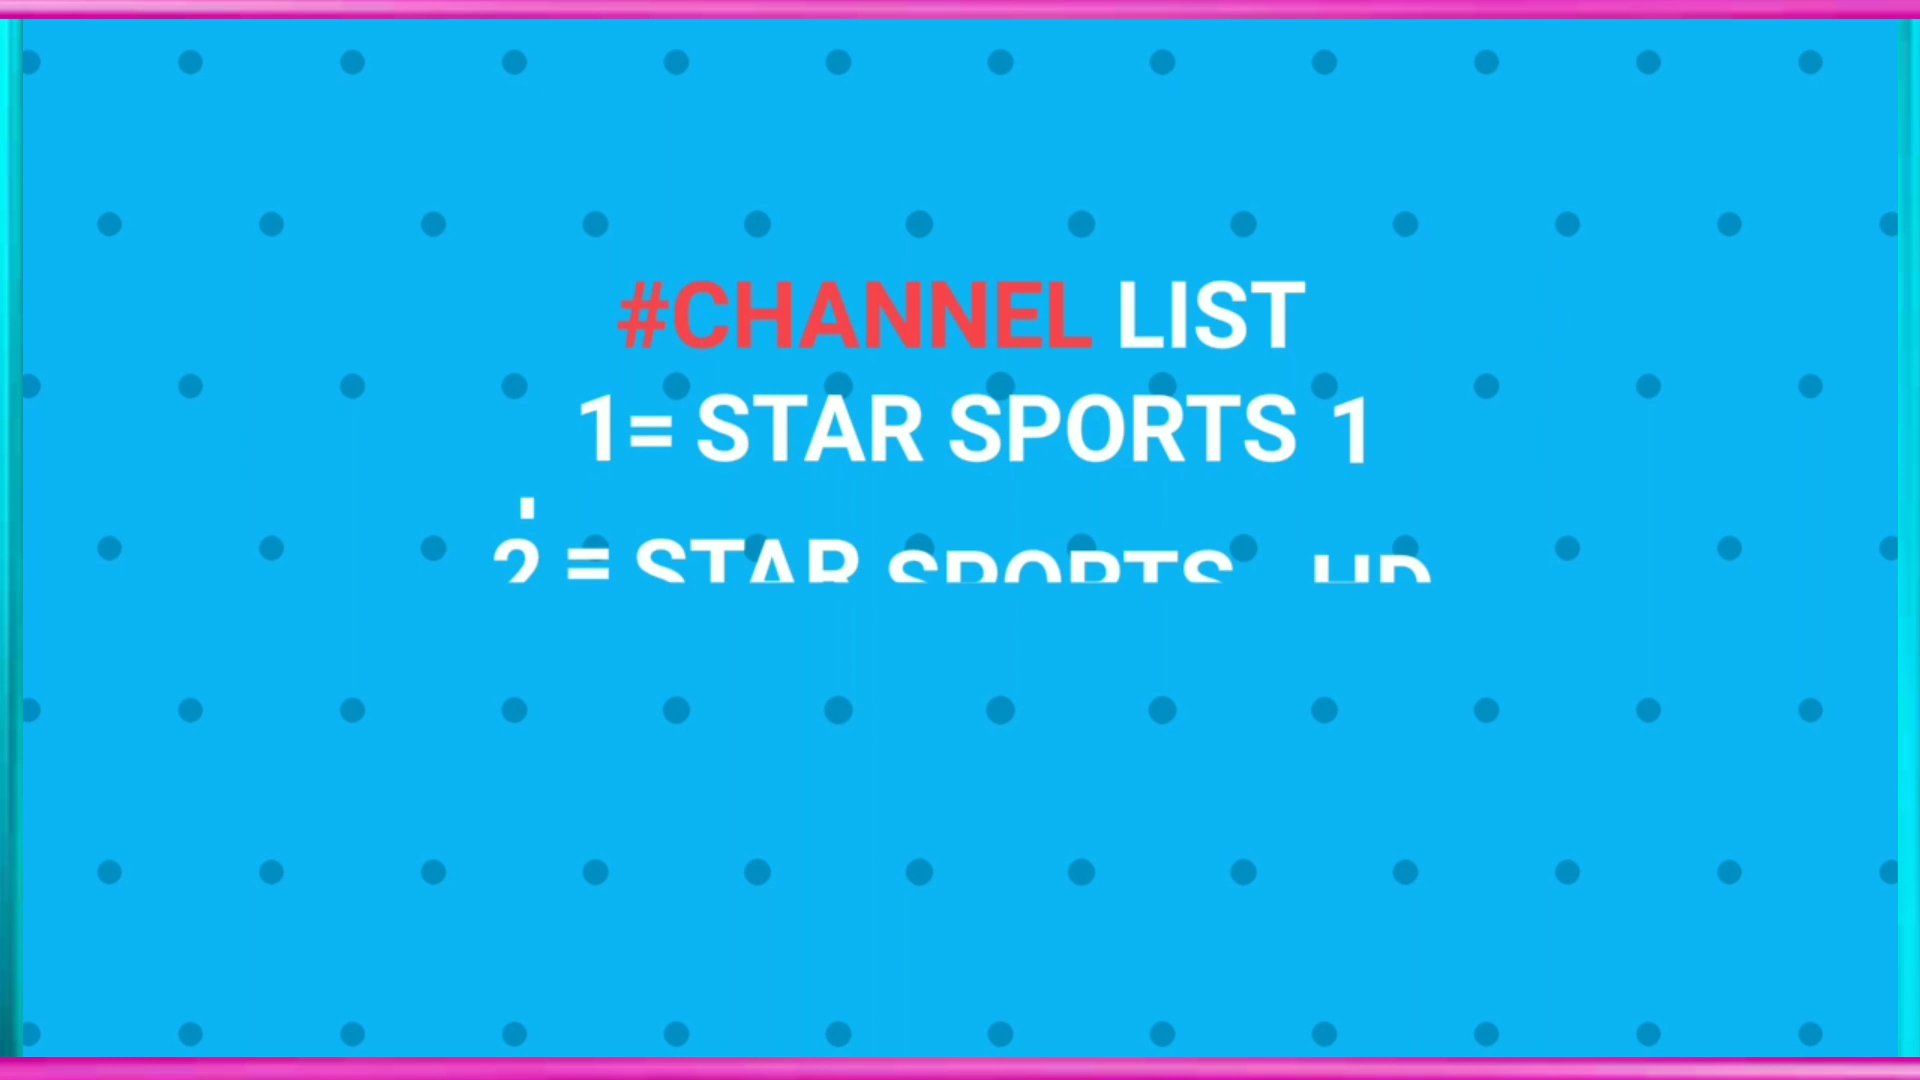 #CHANNEL LIST
1= STAR SPORTS 1
2 = STAR SPORTS HD